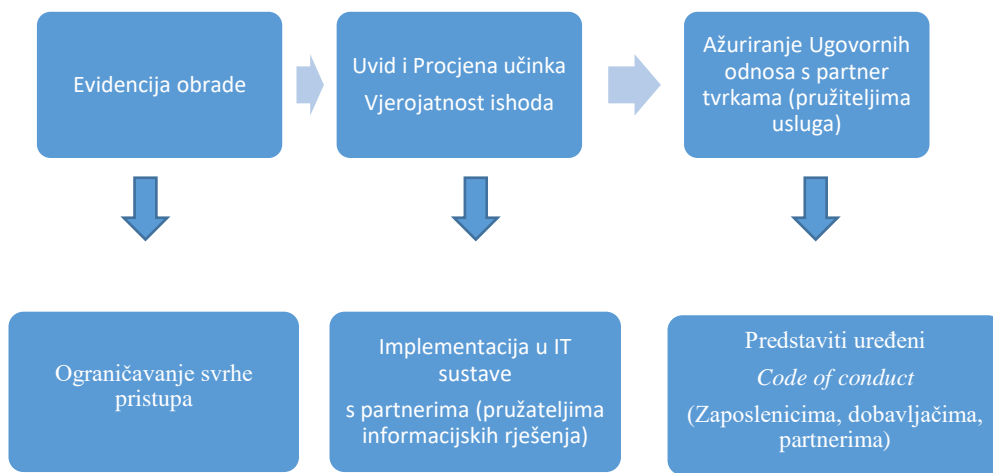 Evidencija obrade
Uvid i Procjena učinka
Vjerojatnost ishoda
Ažuriranje Ugovornih
odnosa s partner
tvrkama (pružiteljima
usluga)
Ograničavanje svrhe
pristupa
Implementacija u IT
sustave
s partnerima (pružateljima
informacijskih rješenja)
Predstaviti uređeni
Code of conduct
(Zaposlenicima, dobavljačima,
partnerima)